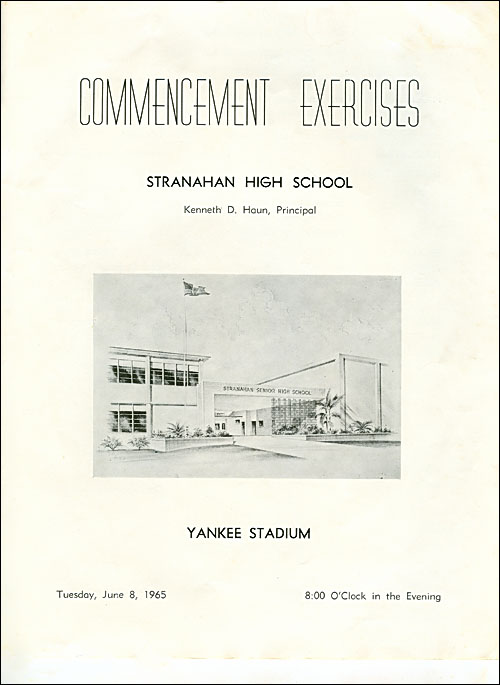 COMMENCEMENT EXERCISES
STRANAHAN HIGH SCHOOL
Kenneth D. Haun, Principal
STRANAHAN SENIOR HIGH SCHOOL
YANKEE STADIUM
Tuesday, June 8, 1965 8:00 O'Clock in the Evening